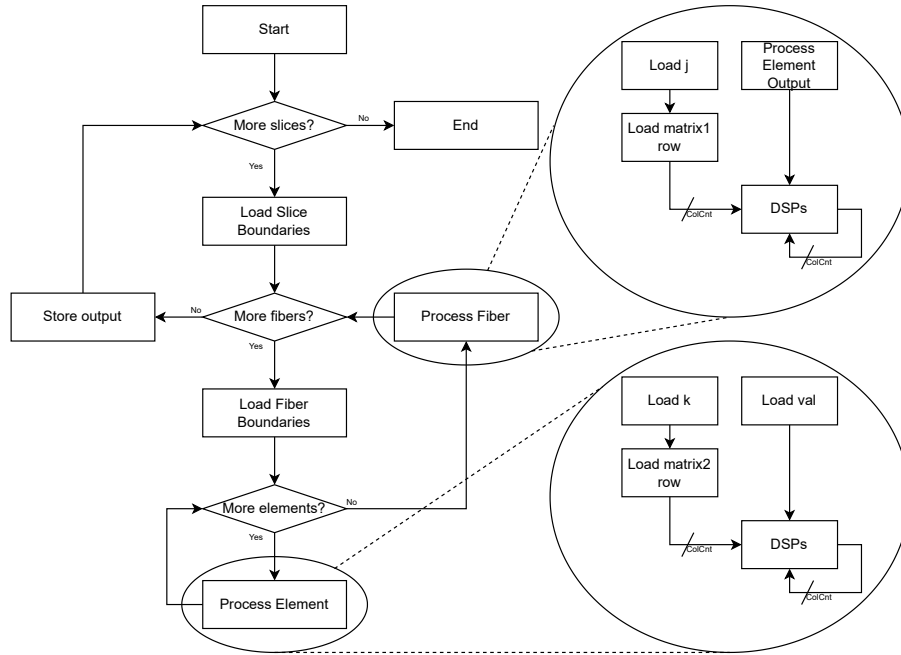 Start
More slices?
No
End
Yes
Load Slice
Boundaries
Store output
No
More fibers?
Process Fiber
Yes
Load Fiber
Boundaries
More elements?
No
Yes
Process Element
Load j
Process
Element
Output
Load matrix1
row
ColCnt
DSPs
ColCnt
Load k
Load val
Load matrix2
row
ColCnt
DSPs
ColCnt